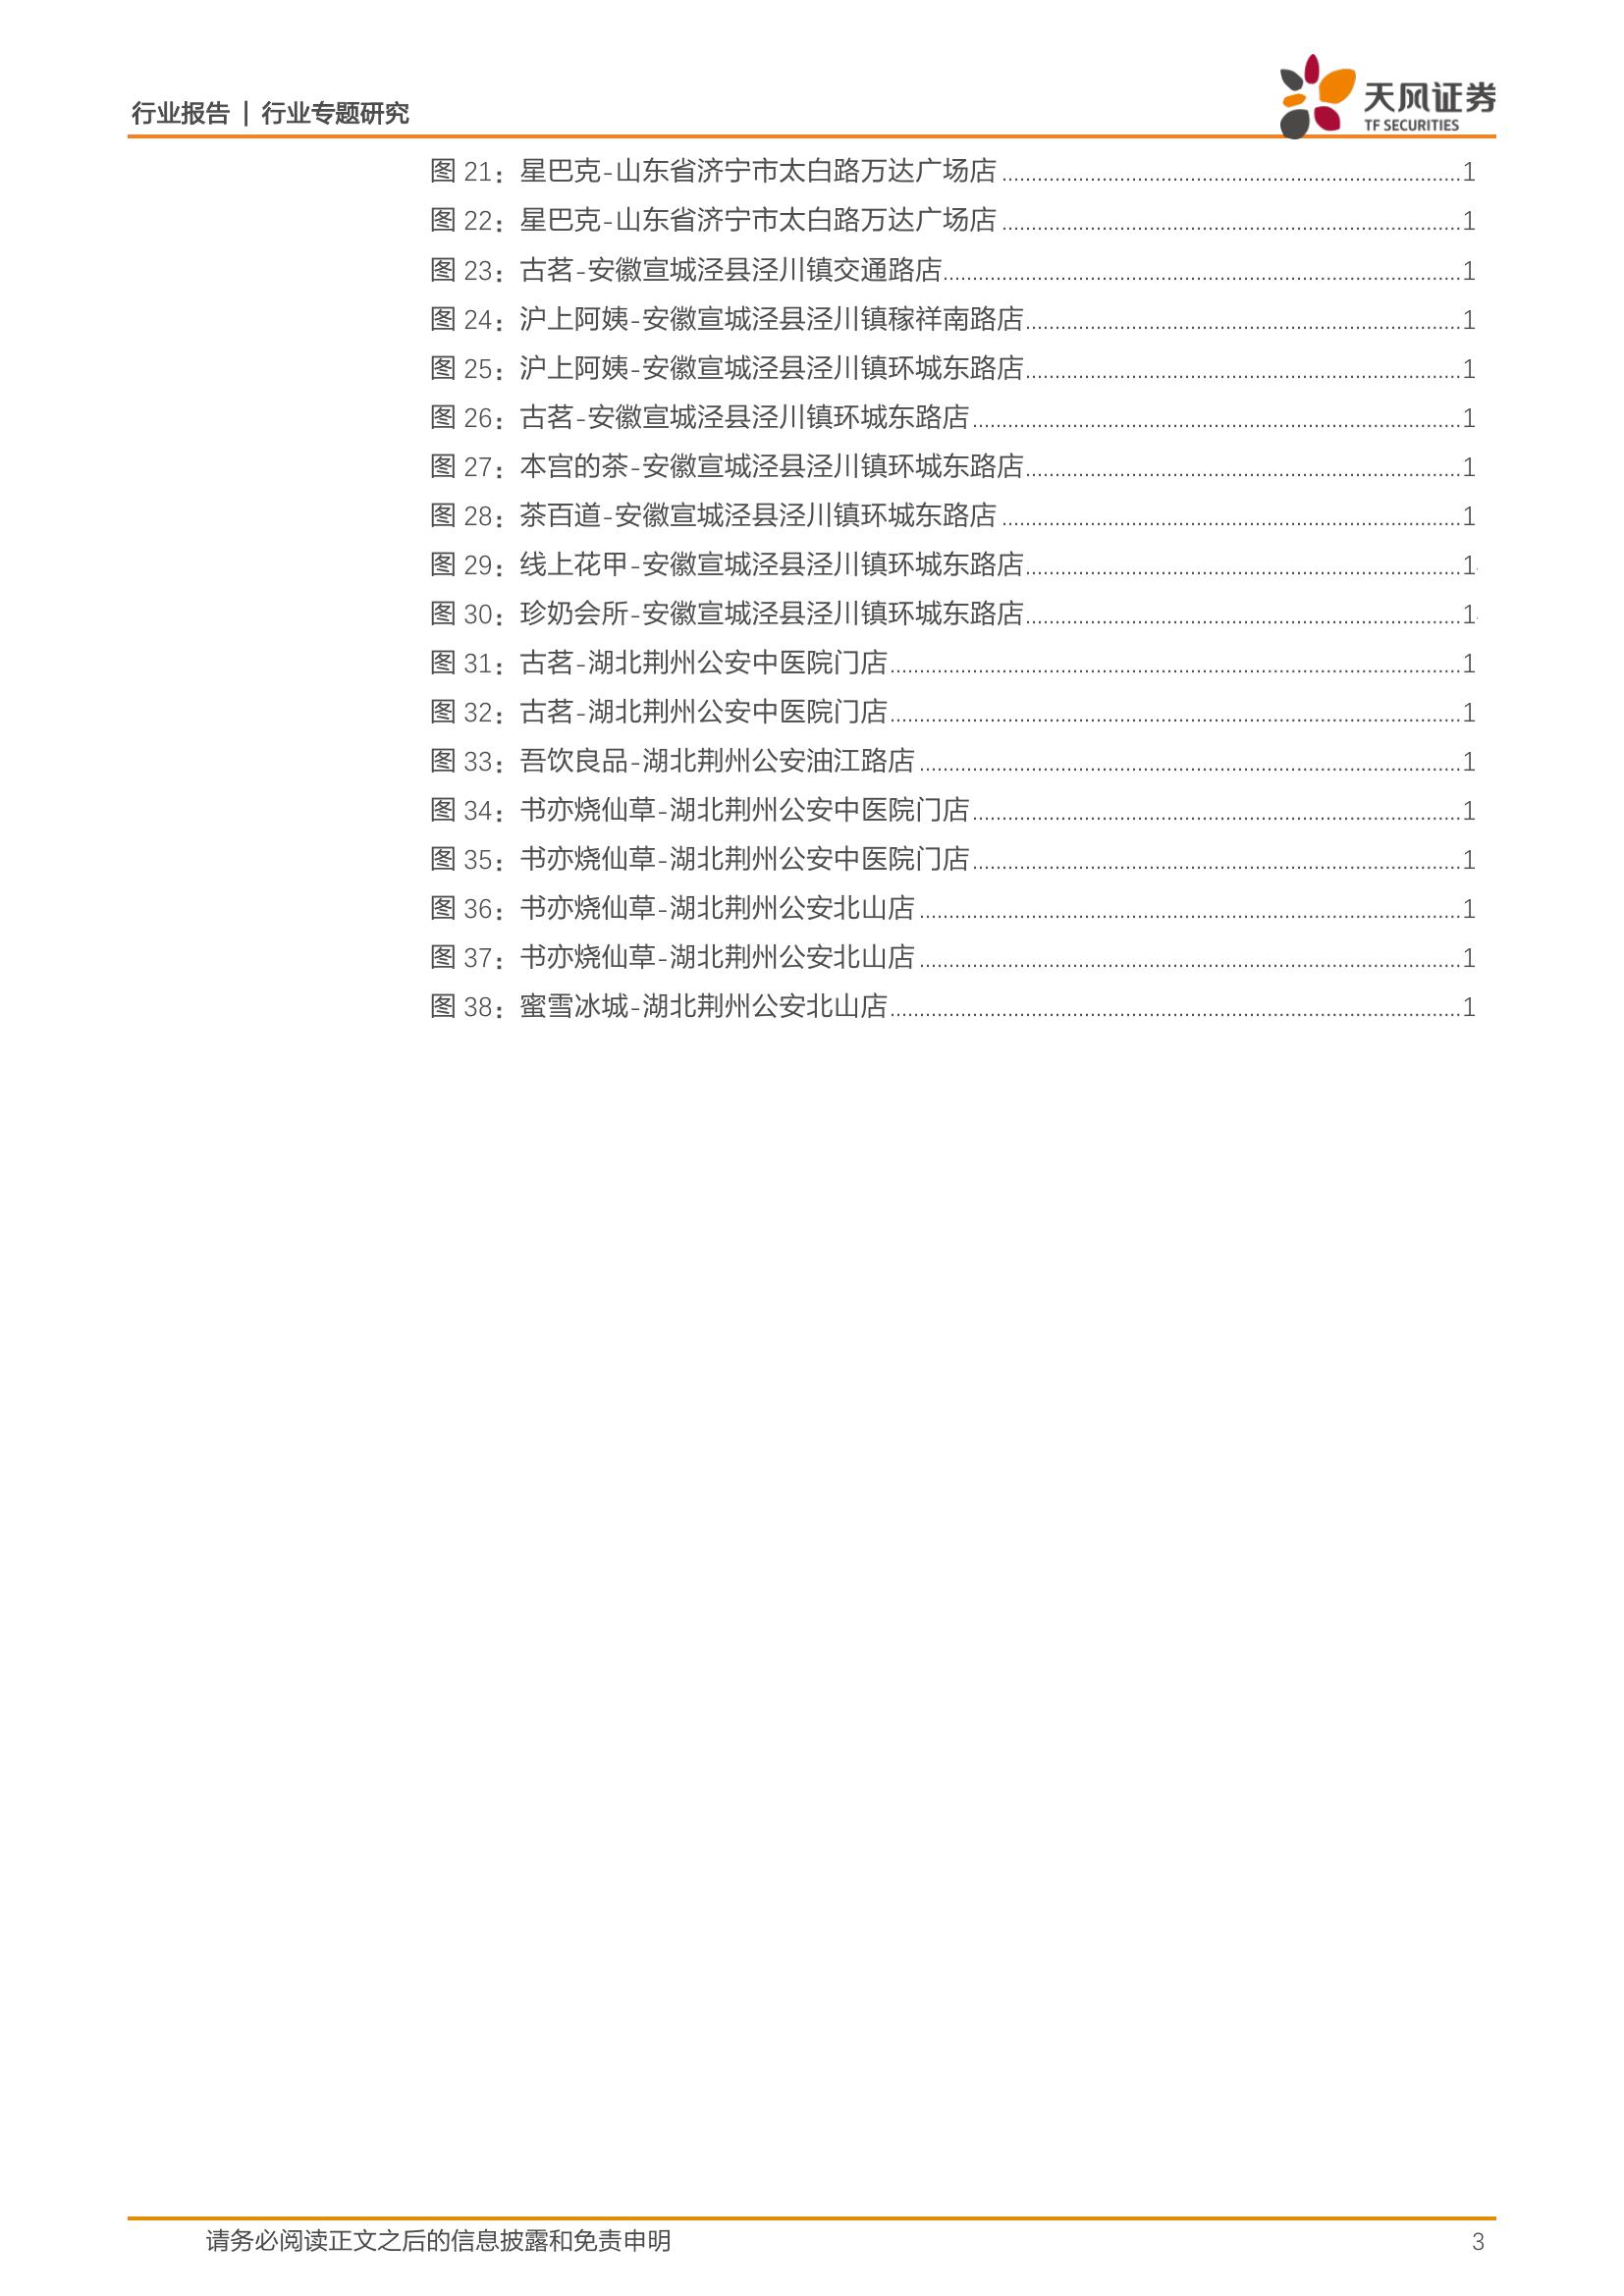 行业报告 | 行业专题研究
天风证券
TF SECURITIES
图 21：星巴克-山东省济宁市太白路万达广场店 1
图 22：星巴克-山东省济宁市太白路万达广场店 1
图 23：古茗-安徽宣城泾县泾川镇交通路店 1
图 24：沪上阿姨-安徽宣城泾县泾川镇稼祥南路店 1
图 25：沪上阿姨-安徽宣城泾县泾川镇环城东路店 1
图 26：古茗-安徽宣城泾县泾川镇环城东路店 1
图 27：本宫的茶-安徽宣城泾县泾川镇环城东路店 1
图 28：茶百道-安徽宣城泾县泾川镇环城东路店 1
图 29：线上花甲-安徽宣城泾县泾川镇环城东路店 1
图 30：珍奶会所-安徽宣城泾县泾川镇环城东路店 1
图 31：古茗-湖北荆州公安中医院门店 1
图 32：古茗-湖北荆州公安中医院门店 1
图 33：吾饮良品-湖北荆州公安油江路店 1
图 34：书亦烧仙草-湖北荆州公安中医院门店 1
图 35：书亦烧仙草-湖北荆州公安中医院门店 1
图 36：书亦烧仙草-湖北荆州公安北山店 1
图 37：书亦烧仙草-湖北荆州公安北山店 1
图 38：蜜雪冰城-湖北荆州公安北山店 1
请务必阅读正文之后的信息披露和免责申明 3